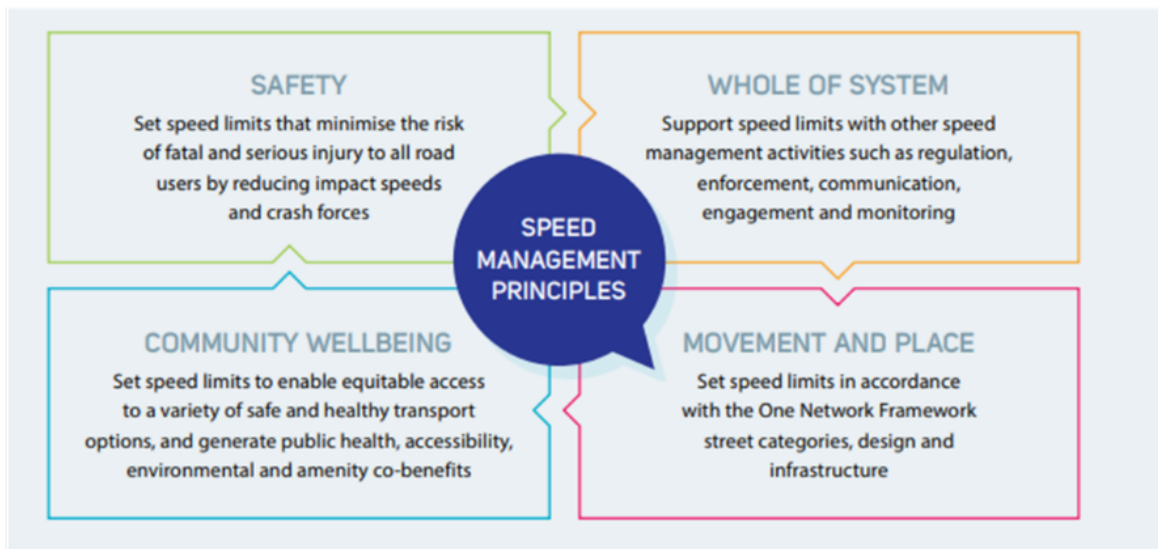 SAFETY
Set speed limits that minimise the risk
of fatal and serious injury to all road
users by reducing impact speeds
and crash forces
WHOLE OF SYSTEM
Support speed limits with other speed
management activities such as regulation,
enforcement, communication,
engagement and monitoring
SPEED
MANAGEMENT
PRINCIPLES
COMMUNITY WELLBEING
Set speed limits to enable equitable access
to a variety of safe and healthy transport
options, and generate public health, accessibility,
environmental and amenity co-benefits
MOVEMENT AND PLACE
Set speed limits in accordance
with the One Network Framework
street categories, design and
infrastructure